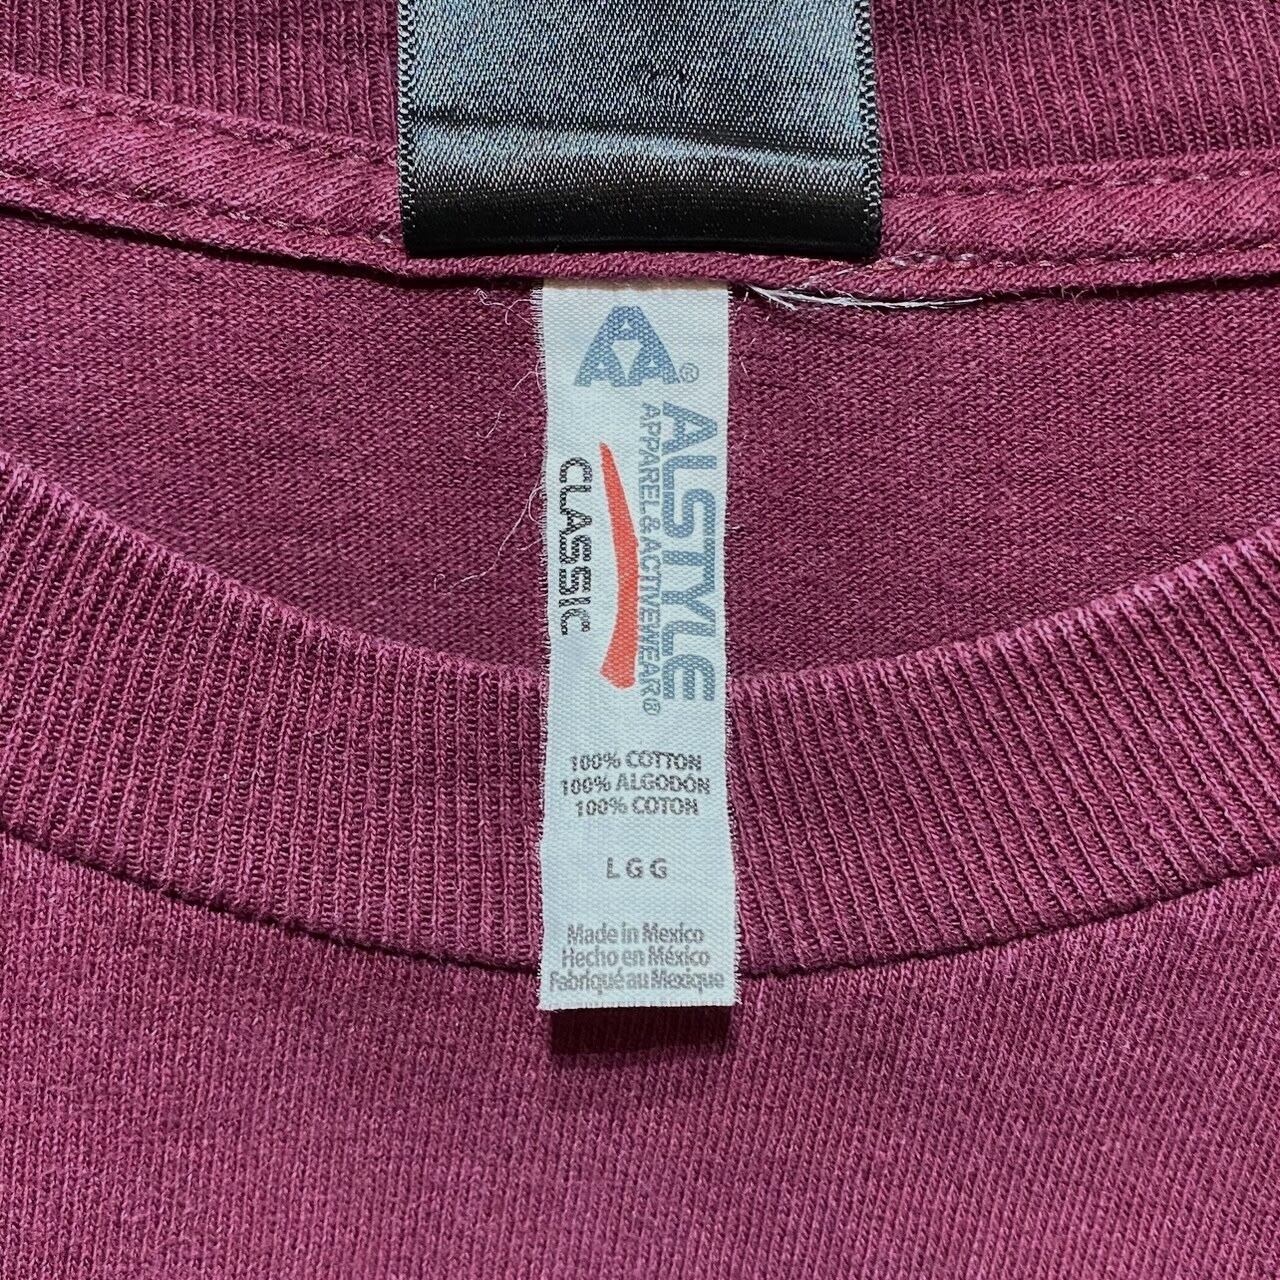 AA®
ALSTYLE
APPAREL & ACTIVEWEAR®
CLASSIC
100% COTTON
100% ALGODÓN
100% COTON
L G G
Made in Mexico
Hecho en México
Fabriqué au Mexique